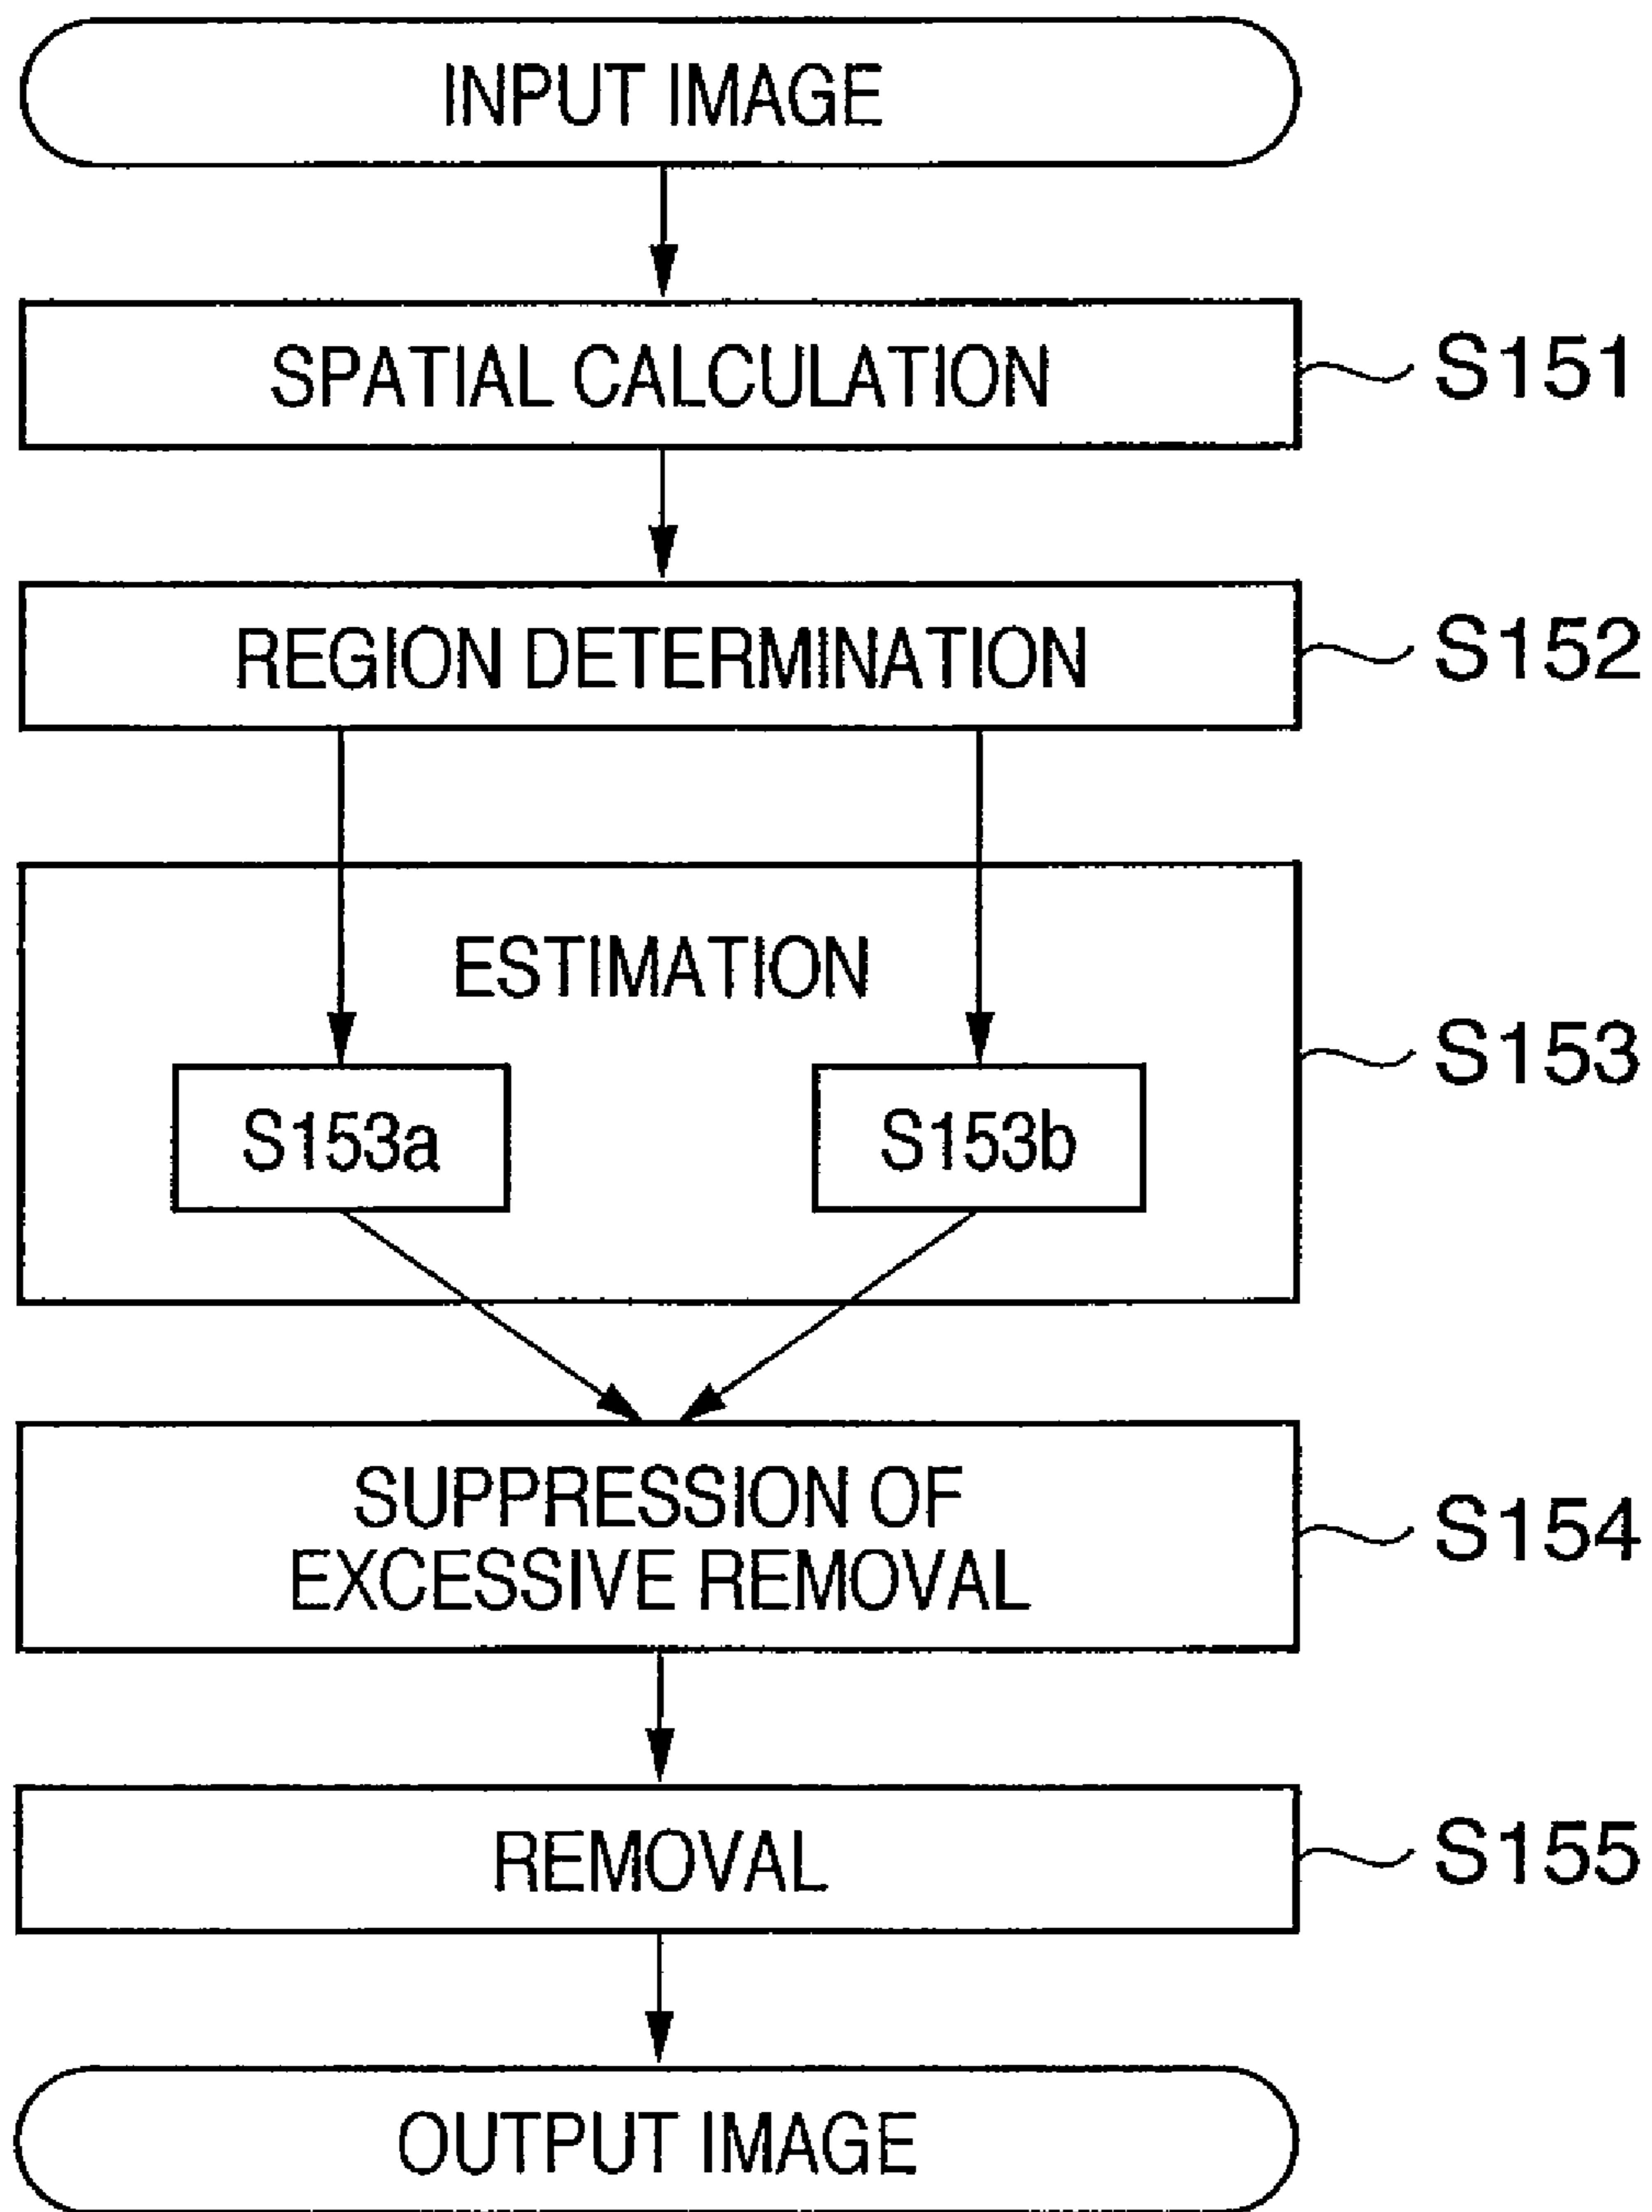 INPUT IMAGE
SPATIAL CALCULATION
S151
REGION DETERMINATION
S152
ESTIMATION
S153
S153a
S153b
SUPPRESSION OF
EXCESSIVE REMOVAL
S154
REMOVAL
S155
OUTPUT IMAGE